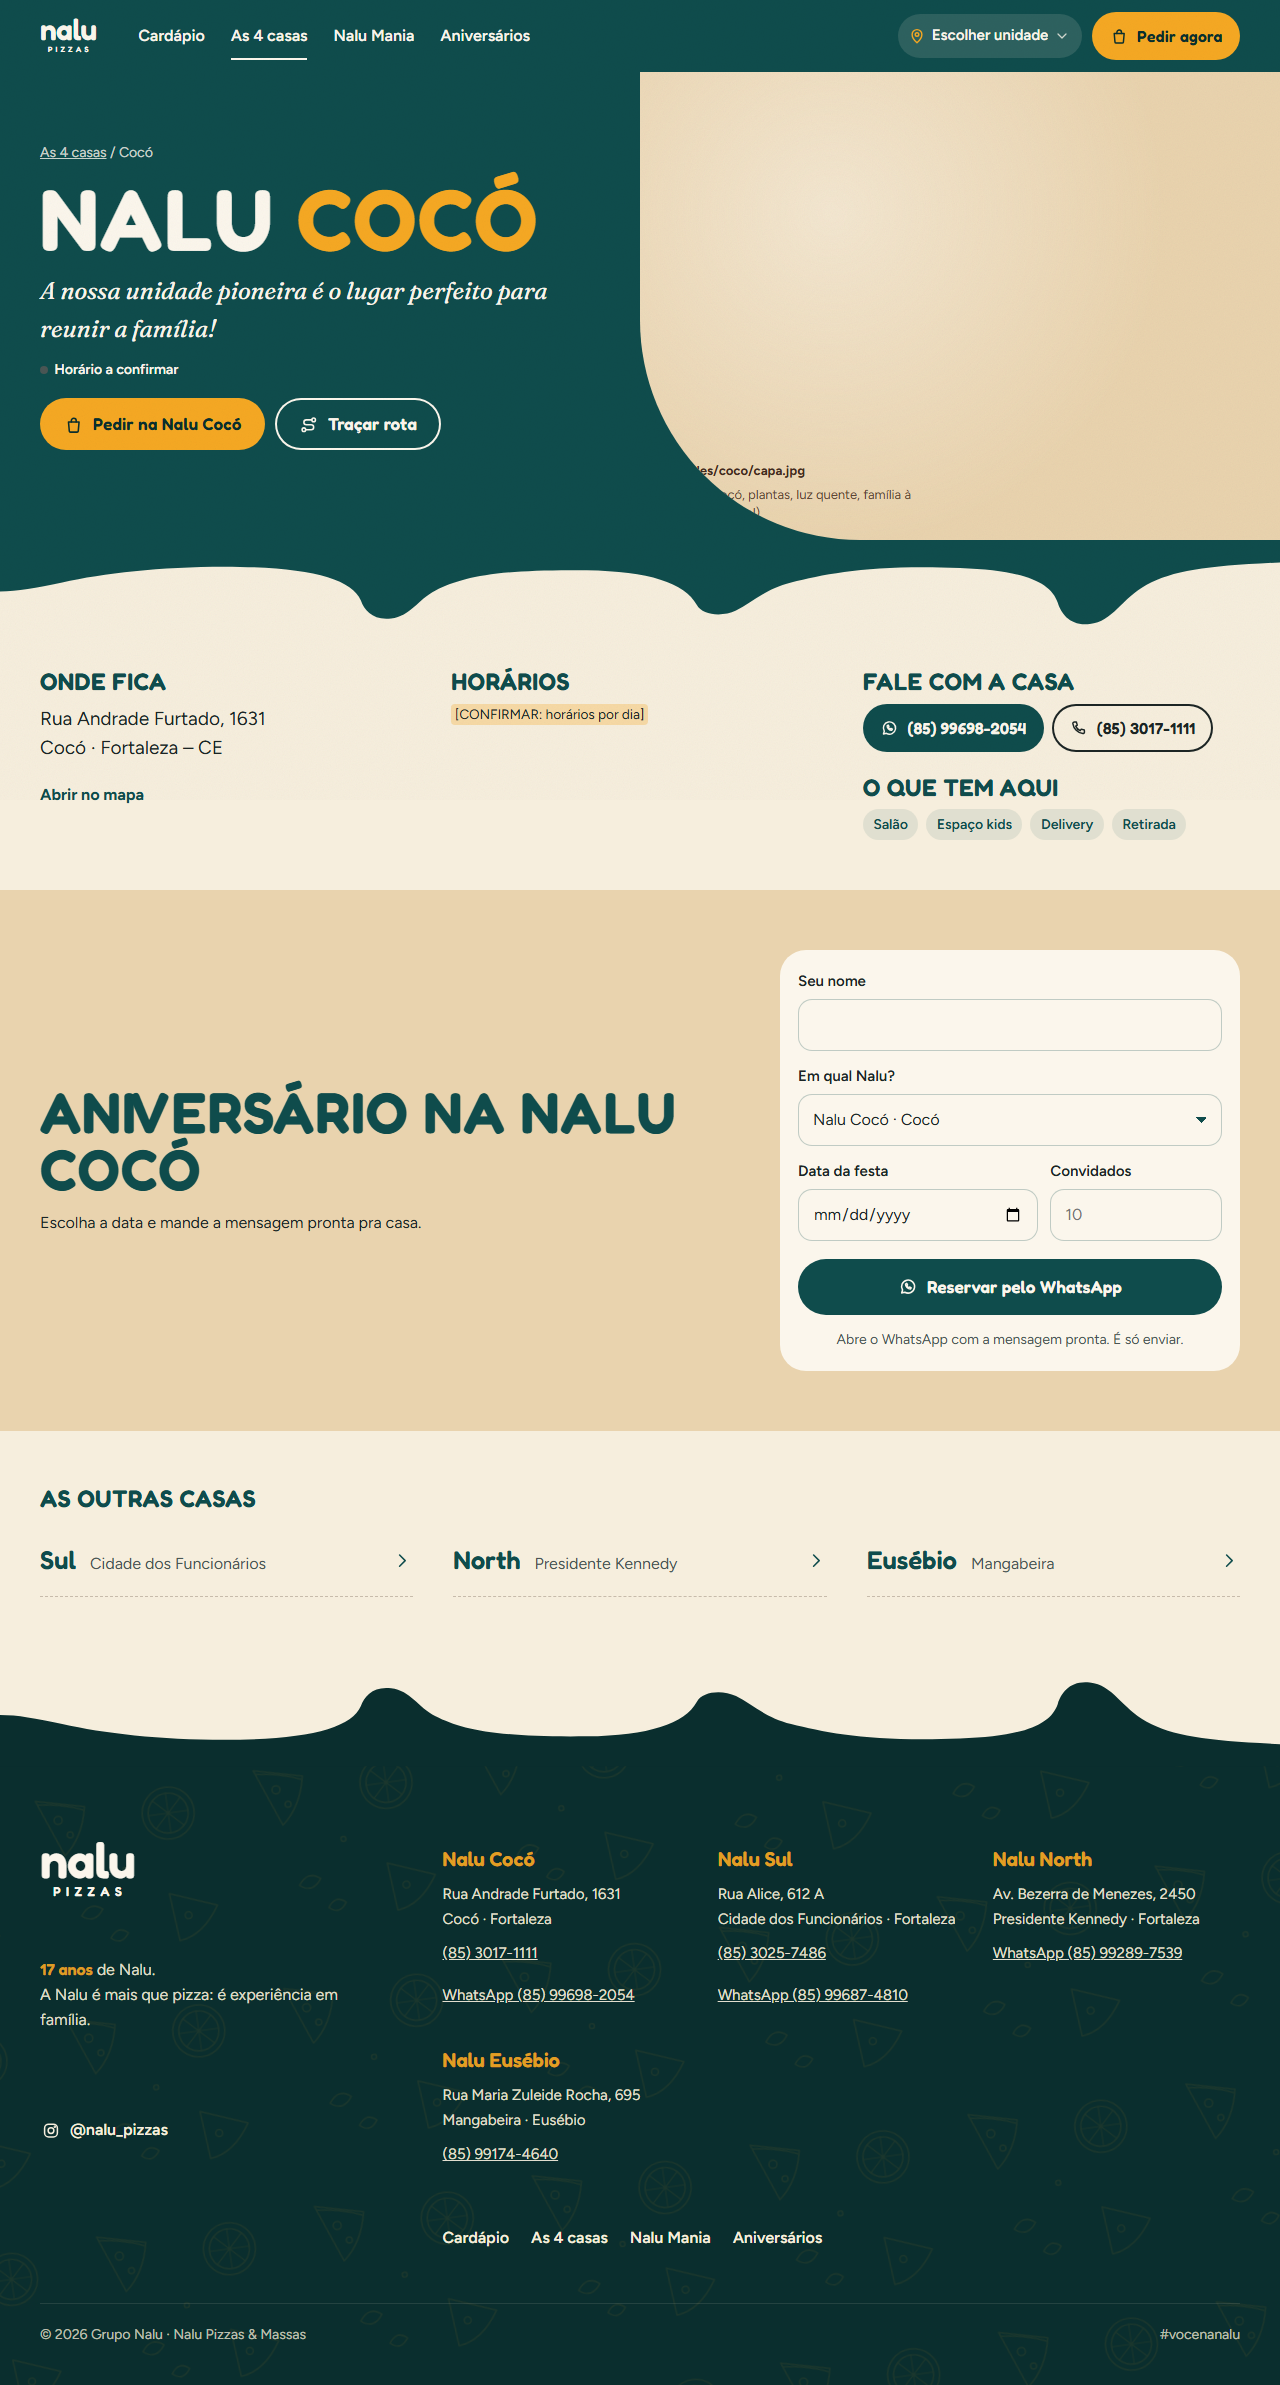 nalu
PIZZAS
Cardápio
As 4 casas
Nalu Mania
Aniversários
Escolher unidade
Pedir agora
As 4 casas / Cocó
NALU COCÓ
A nossa unidade pioneira é o lugar perfeito para
reunir a família!
Horário a confirmar
Pedir na Nalu Cocó
Traçar rota
es/coco/capa.jpg
có, plantas, luz quente, família à
ONDE FICA
Rua Andrade Furtado, 1631
Cocó · Fortaleza – CE
Abrir no mapa
HORÁRIOS
[CONFIRMAR: horários por dia]
FALE COM A CASA
(85) 99698-2054
(85) 3017-1111
O QUE TEM AQUI
Salão
Espaço kids
Delivery
Retirada
ANIVERSÁRIO NA NALU
COCÓ
Escolha a data e mande a mensagem pronta pra casa.
Seu nome
Em qual Nalu?
Nalu Cocó · Cocó
Data da festa
Convidados
mm/dd/yyyy
10
Reservar pelo WhatsApp
Abre o WhatsApp com a mensagem pronta. É só enviar.
AS OUTRAS CASAS
Sul Cidade dos Funcionários
North Presidente Kennedy
Eusébio Mangabeira
nalu
PIZZAS
17 anos de Nalu.
A Nalu é mais que pizza: é experiência em
família.
@nalu_pizzas
Nalu Cocó
Rua Andrade Furtado, 1631
Cocó · Fortaleza
(85) 3017-1111
WhatsApp (85) 99698-2054
Nalu Sul
Rua Alice, 612 A
Cidade dos Funcionários · Fortaleza
(85) 3025-7486
WhatsApp (85) 99687-4810
Nalu North
Av. Bezerra de Menezes, 2450
Presidente Kennedy · Fortaleza
WhatsApp (85) 99289-7539
Nalu Eusébio
Rua Maria Zuleide Rocha, 695
Mangabeira · Eusébio
(85) 99174-4640
Cardápio
As 4 casas
Nalu Mania
Aniversários
© 2026 Grupo Nalu · Nalu Pizzas & Massas
#vocenanalu